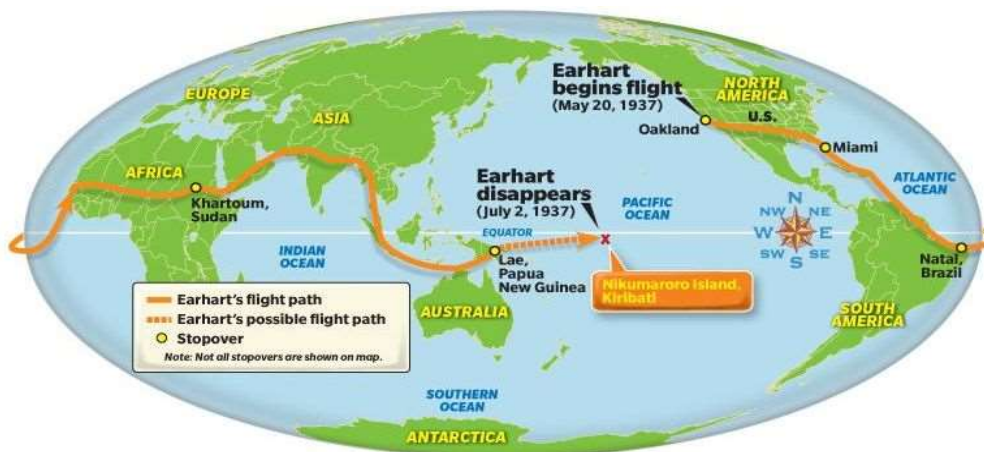 Earhart
begins flight
(May 20, 1937)
NORTH
AMERICA
EUROPE
ASIA
U.S.
Oakland
Miami
AFRICA
Khartoum,
Sudan
Earhart
disappears
(July 2, 1937)
PACIFIC
OCEAN
ATLANTIC
OCEAN
N
NW NE
W E
SW SE
S
EQUATOR
INDIAN
OCEAN
Lae,
Papua
New Guinea
Natal,
Brazil
Nikumaroro Island,
Kiribati
AUSTRALIA
SOUTH
AMERICA
Earhart's flight path
Earhart's possible flight path
Stopover
Note: Not all stopovers are shown on map.
SOUTHERN
OCEAN
ANTARCTICA